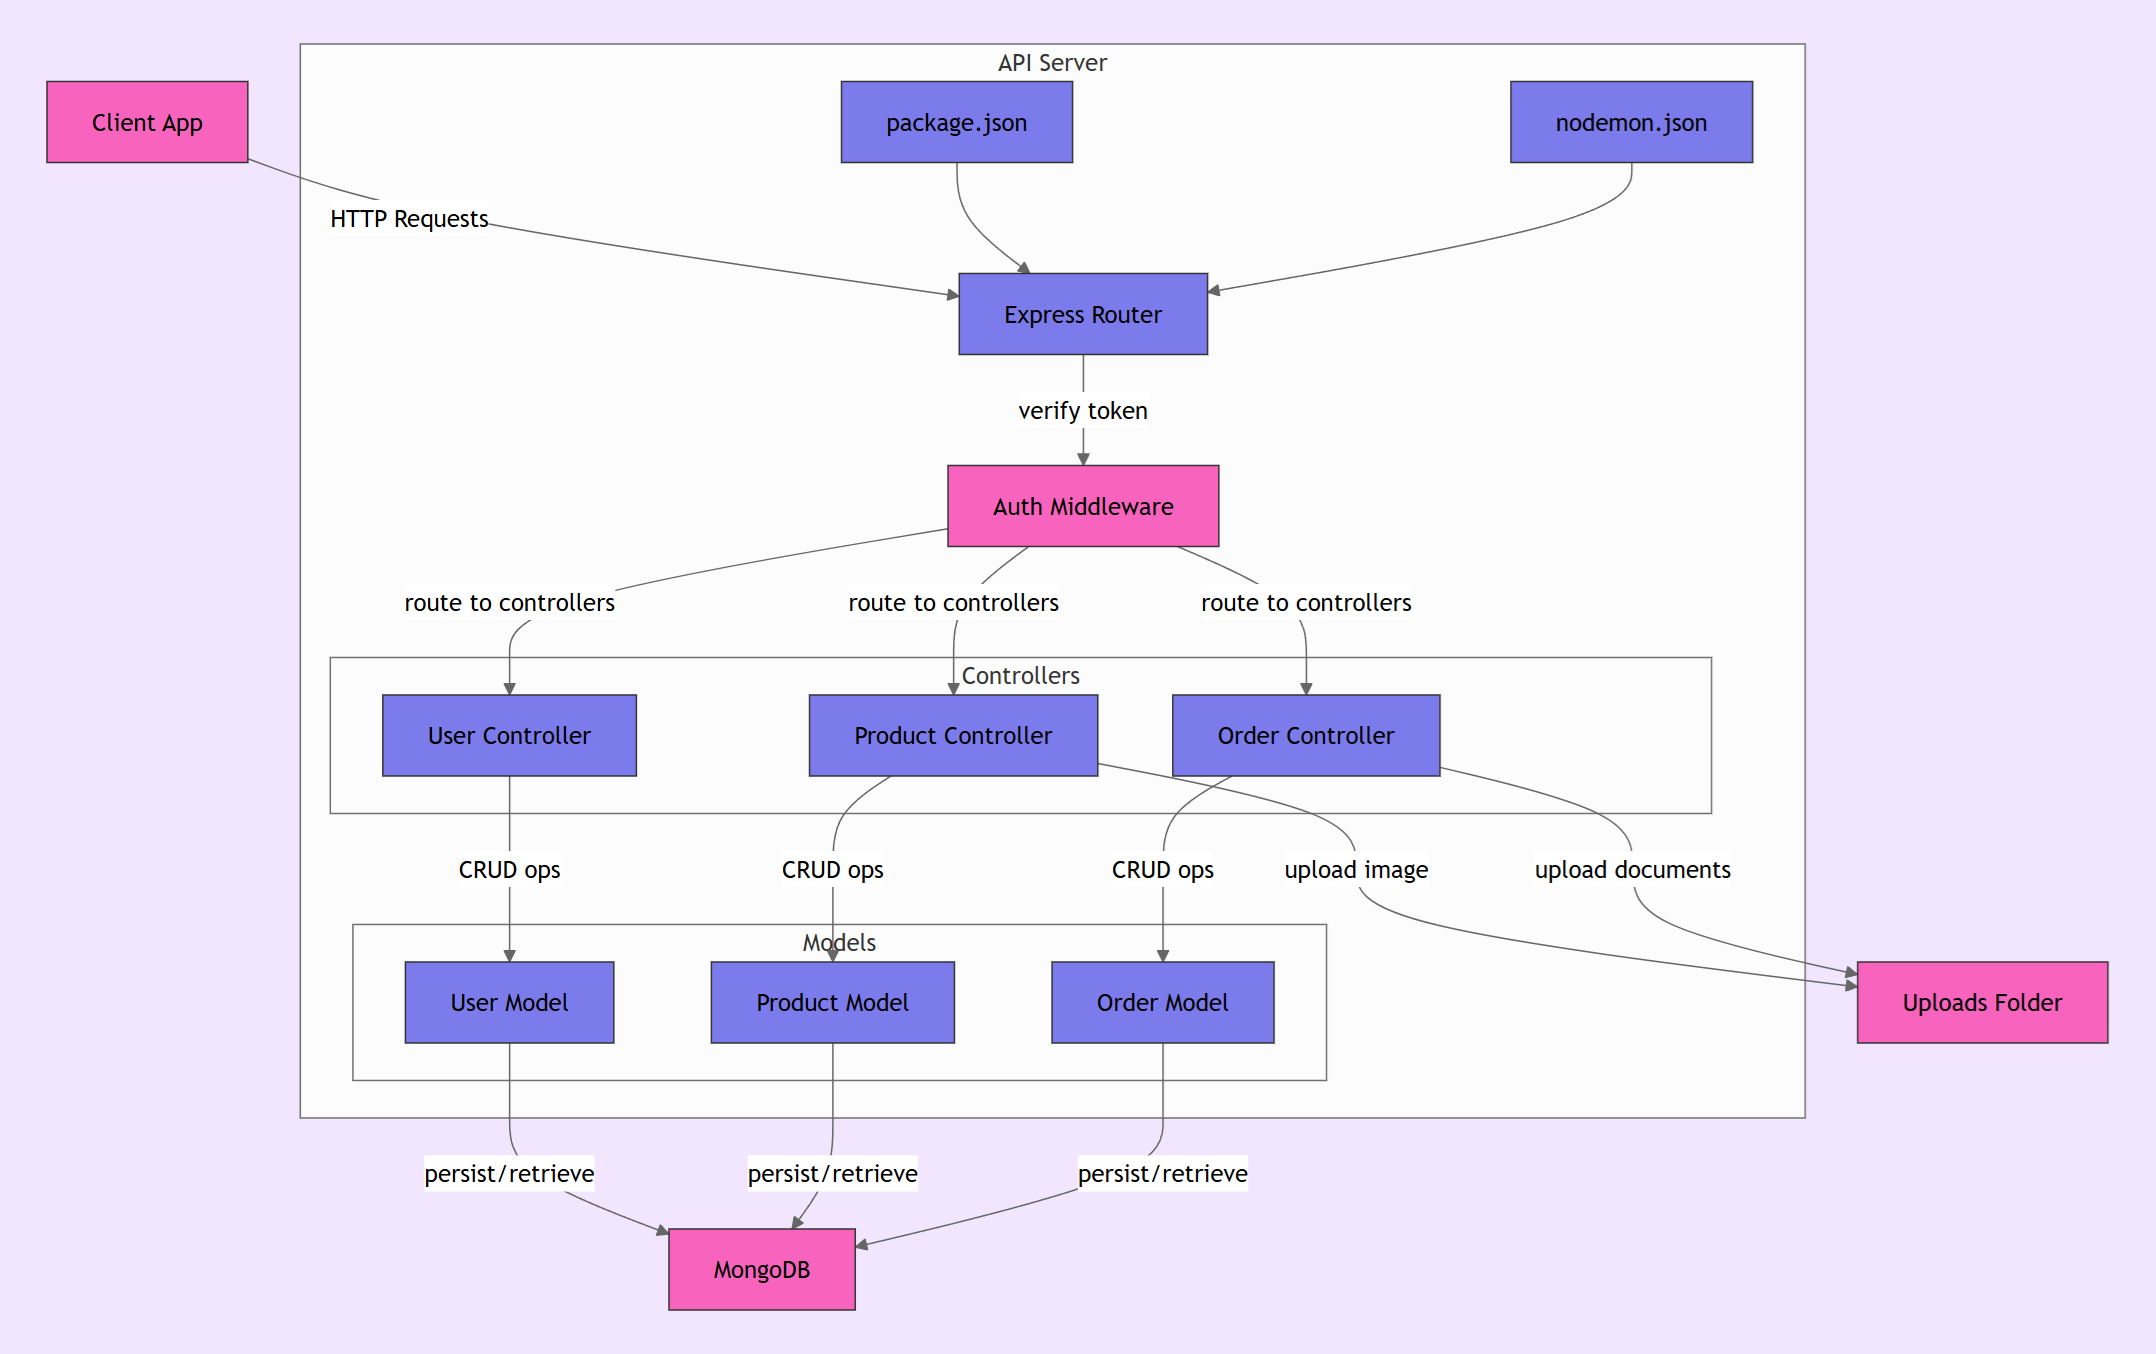 API Server
Client App
package.json
nodemon.json
HTTP Requests
Express Router
verify token
Auth Middleware
route to controllers
route to controllers
route to controllers
Controllers
User Controller
Product Controller
Order Controller
CRUD ops
CRUD ops
CRUD ops
upload image
upload documents
Models
User Model
Product Model
Order Model
Uploads Folder
persist/retrieve
persist/retrieve
persist/retrieve
MongoDB